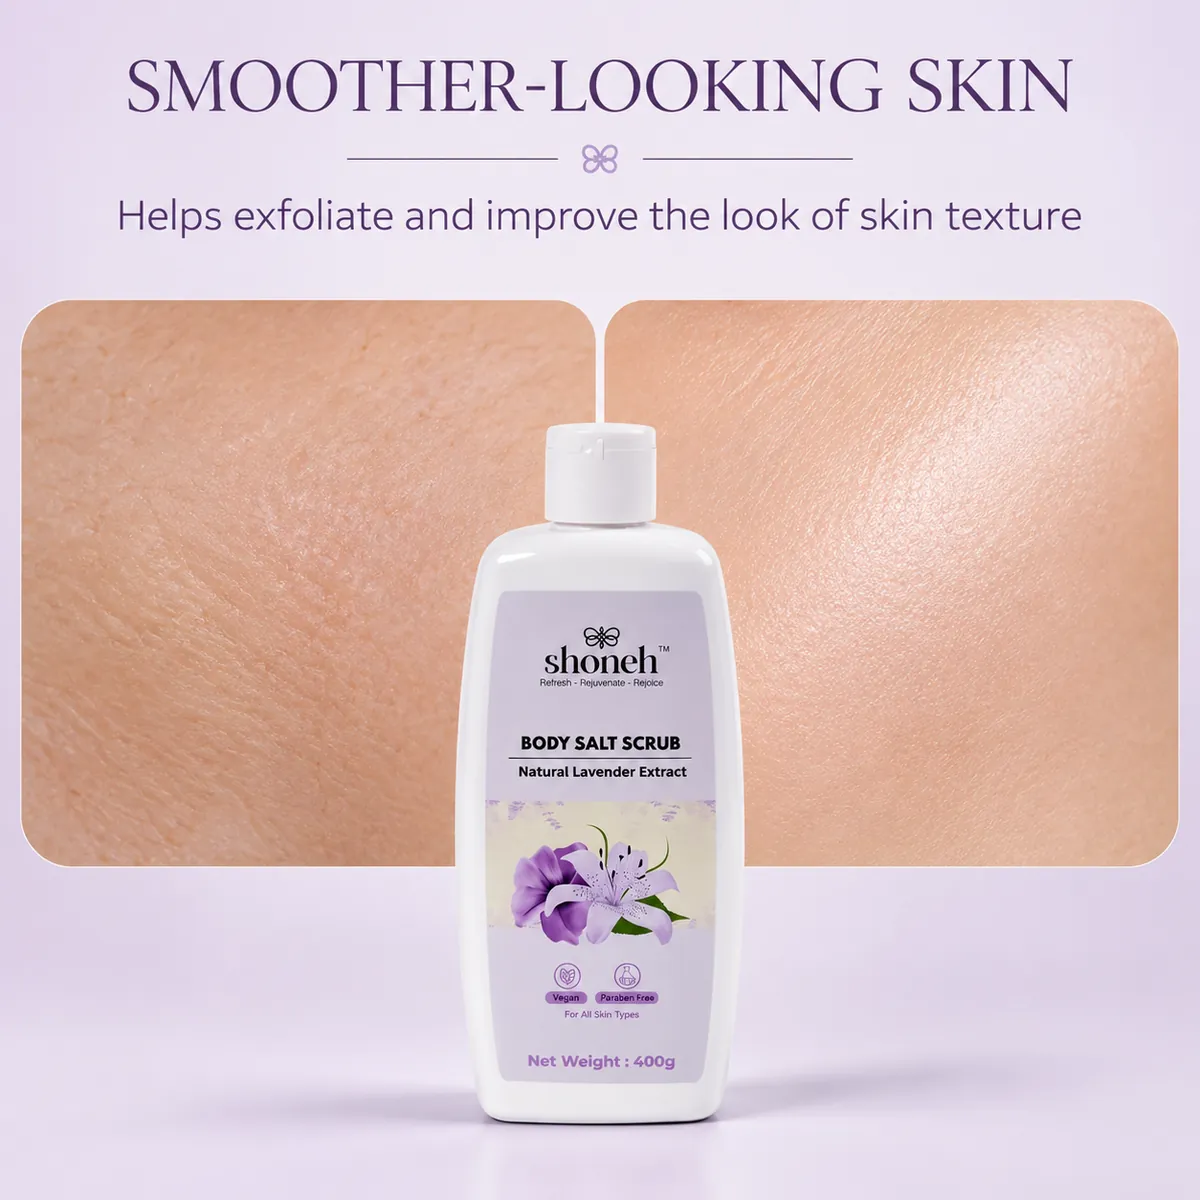 SMOOTHER-LOOKING SKIN
Helps exfoliate and improve the look of skin texture
shoneh™
Refresh - Rejuvenate - Rejoice
BODY SALT SCRUB
Natural Lavender Extract
Vegan Paraben Free
For All Skin Types
Net Weight : 400g